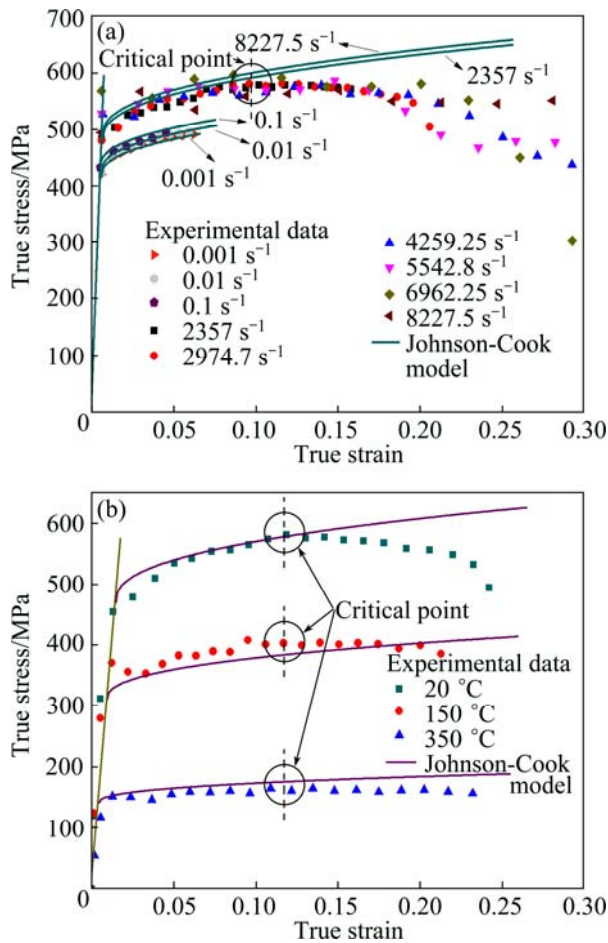 (a)
True stress/MPa
700
600
500
400
300
200
100
0
0.05
0.10
0.15
0.20
0.25
0.30
True strain
Critical point
8227.5 s⁻¹
2357 s⁻¹
0.1 s⁻¹
0.01 s⁻¹
0.001 s⁻¹
Experimental data
0.001 s⁻¹
0.01 s⁻¹
0.1 s⁻¹
2357 s⁻¹
2974.7 s⁻¹
4259.25 s⁻¹
5542.8 s⁻¹
6962.25 s⁻¹
8227.5 s⁻¹
Johnson-Cook
model
(b)
True stress/MPa
600
500
400
300
200
100
0
0.05
0.10
0.15
0.20
0.25
0.30
True strain
Critical point
Experimental data
20 °C
150 °C
350 °C
Johnson-Cook
model